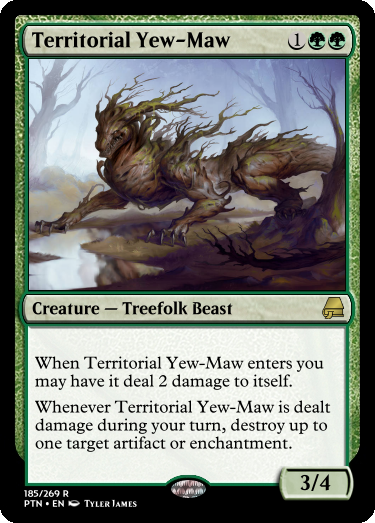 Territorial Yew-Maw 1
Creature — Treefolk Beast
When Territorial Yew-Maw enters you
may have it deal 2 damage to itself.
Whenever Territorial Yew-Maw is dealt
damage during your turn, destroy up to
one target artifact or enchantment.
3/4
185/269 R
PTN • EN Tyler James